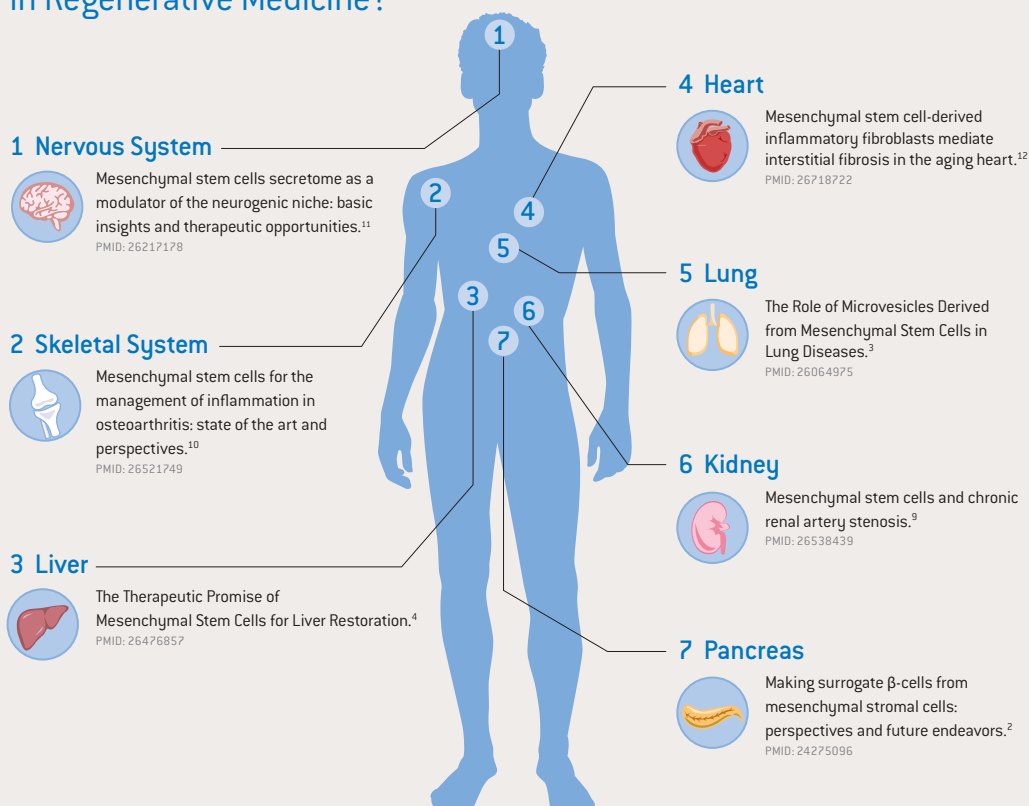 in Regenerative Medicine?
1 Nervous System
Mesenchymal stem cells secretome as a
modulator of the neurogenic niche: basic
insights and therapeutic opportunities.¹¹
PMID: 26217178
2 Skeletal System
Mesenchymal stem cells for the
management of inflammation in
osteoarthritis: state of the art and
perspectives.¹⁰
PMID: 26521749
3 Liver
The Therapeutic Promise of
Mesenchymal Stem Cells for Liver Restoration.⁴
PMID: 26476857
1
2
4
5
3
6
7
4 Heart
Mesenchymal stem cell-derived
inflammatory fibroblasts mediate
interstitial fibrosis in the aging heart.¹²
PMID: 26718722
5 Lung
The Role of Microvesicles Derived
from Mesenchymal Stem Cells in
Lung Diseases.³
PMID: 26064975
6 Kidney
Mesenchymal stem cells and chronic
renal artery stenosis.⁹
PMID: 26538439
7 Pancreas
Making surrogate β-cells from
mesenchymal stromal cells:
perspectives and future endeavors.²
PMID: 24275096